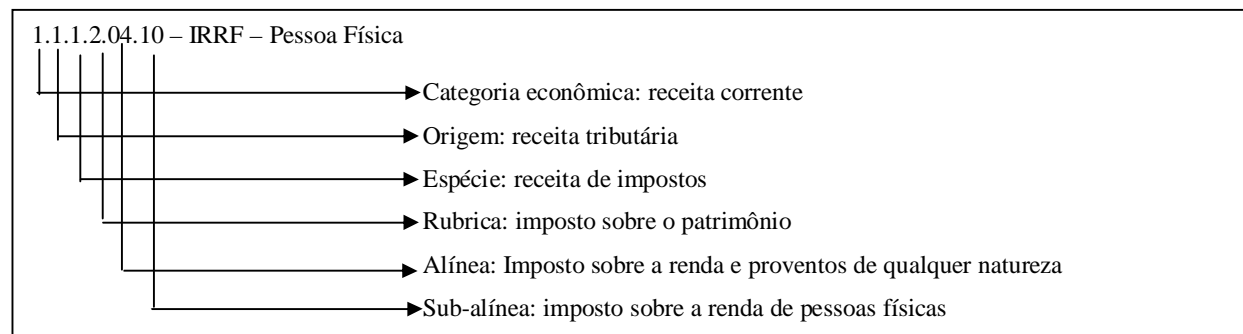 1.1.1.2.04.10 – IRRF – Pessoa Física
Categoria econômica: receita corrente
Origem: receita tributária
Espécie: receita de impostos
Rubrica: imposto sobre o patrimônio
Alínea: Imposto sobre a renda e proventos de qualquer natureza
Sub-alínea: imposto sobre a renda de pessoas físicas